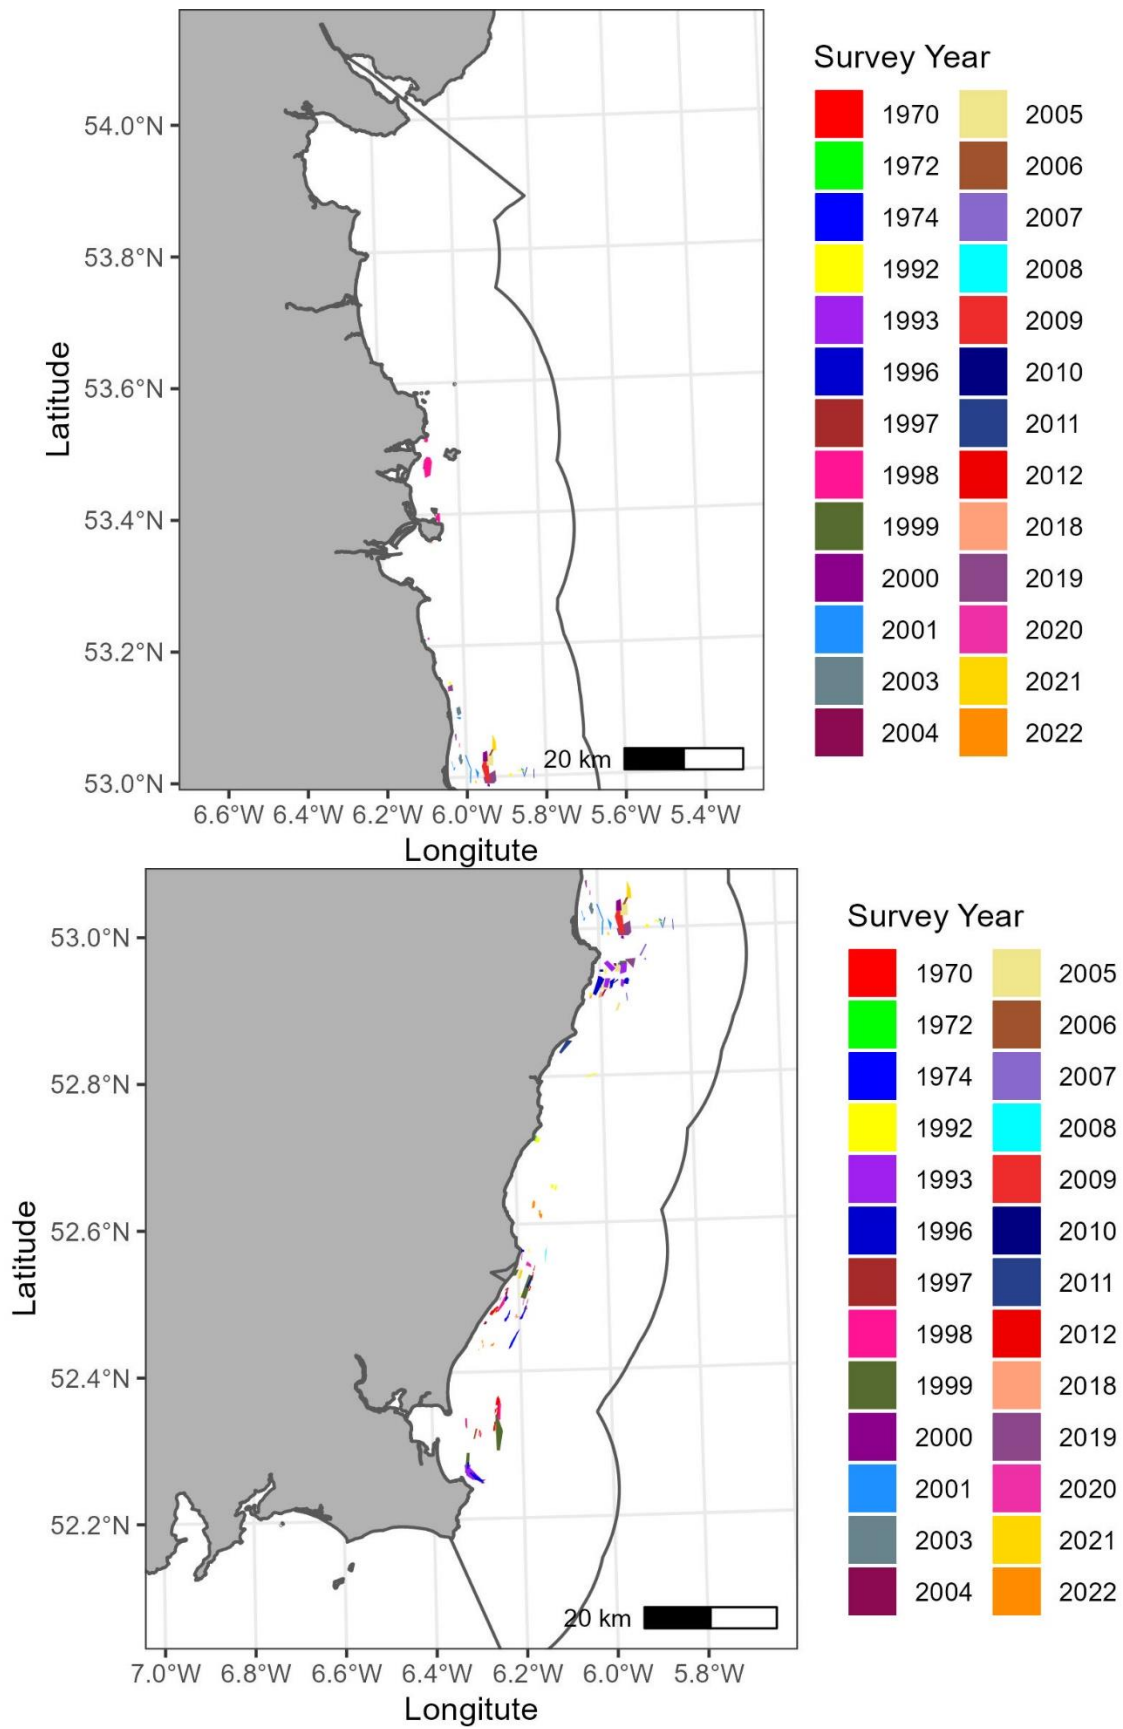 Survey Year
1970 2005
1972 2006
1974 2007
1992 2008
1993 2009
1996 2010
1997 2011
1998 2012
1999 2018
2000 2019
2001 2020
2003 2021
2004 2022
54.0°N
53.8°N
53.6°N
53.4°N
53.2°N
53.0°N
Latitude
20 km
6.6°W 6.4°W 6.2°W 6.0°W 5.8°W 5.6°W 5.4°W
Longitute
Survey Year
1970 2005
1972 2006
1974 2007
1992 2008
1993 2009
1996 2010
1997 2011
1998 2012
1999 2018
2000 2019
2001 2020
2003 2021
2004 2022
53.0°N
52.8°N
52.6°N
52.4°N
52.2°N
Latitude
20 km
7.0°W 6.8°W 6.6°W 6.4°W 6.2°W 6.0°W 5.8°W
Longitute